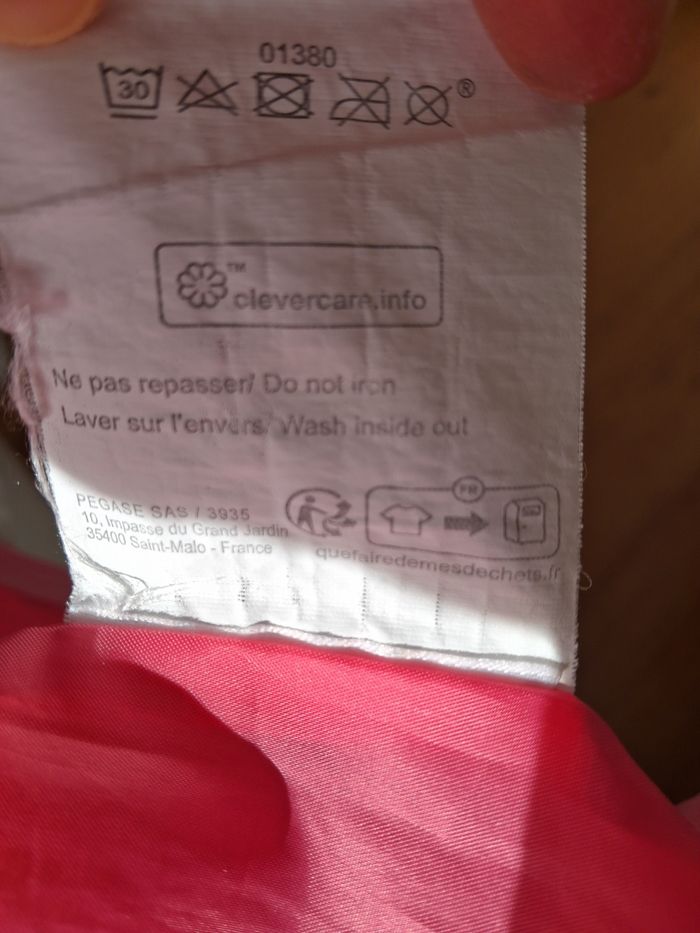 01380
30
®
™
clevercare.info
Ne pas repasser/ Do not iron
Laver sur l'envers/ Wash inside out
PEGASE SAS / 3935
10, Impasse du Grand Jardin
35400 Saint-Malo - France
FR
quefairedemesdechets.fr